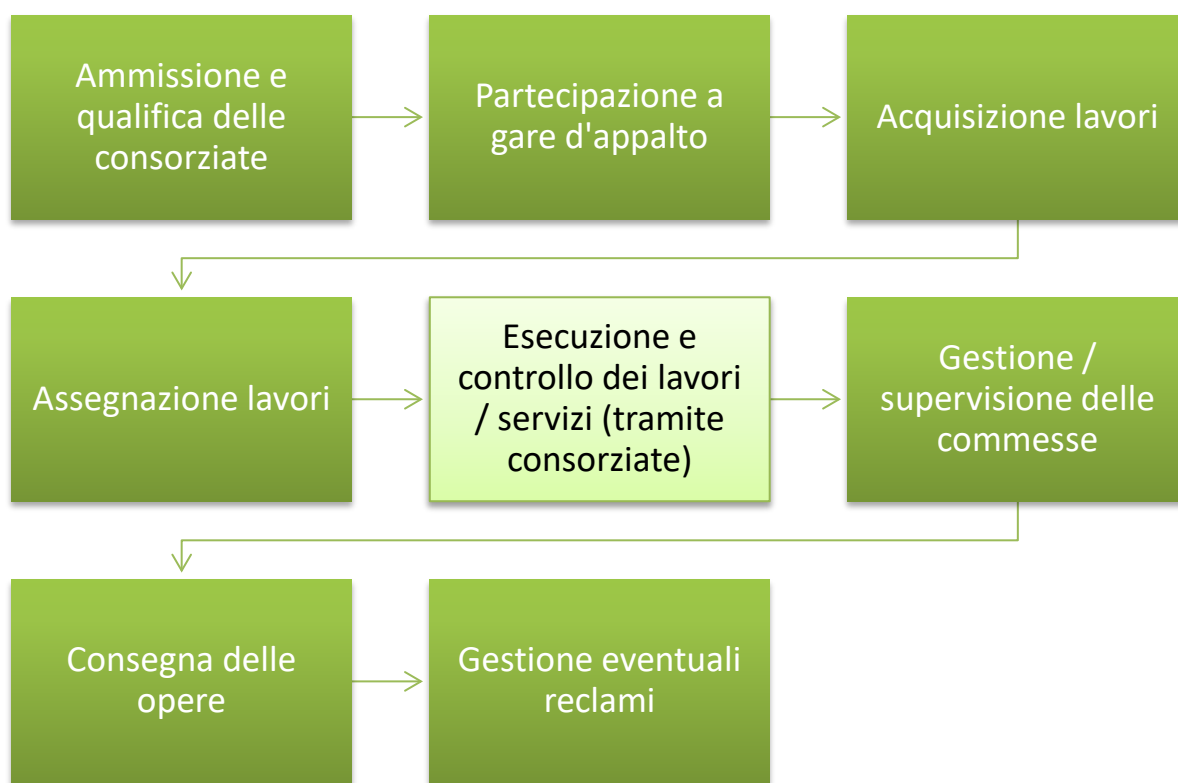 Ammissione e
qualifica delle
consorziate
Partecipazione a
gare d'appalto
Acquisizione lavori
Assegnazione lavori
Esecuzione e
controllo dei lavori
/ servizi (tramite
consorziate)
Gestione /
supervisione delle
commesse
Consegna delle
opere
Gestione eventuali
reclami